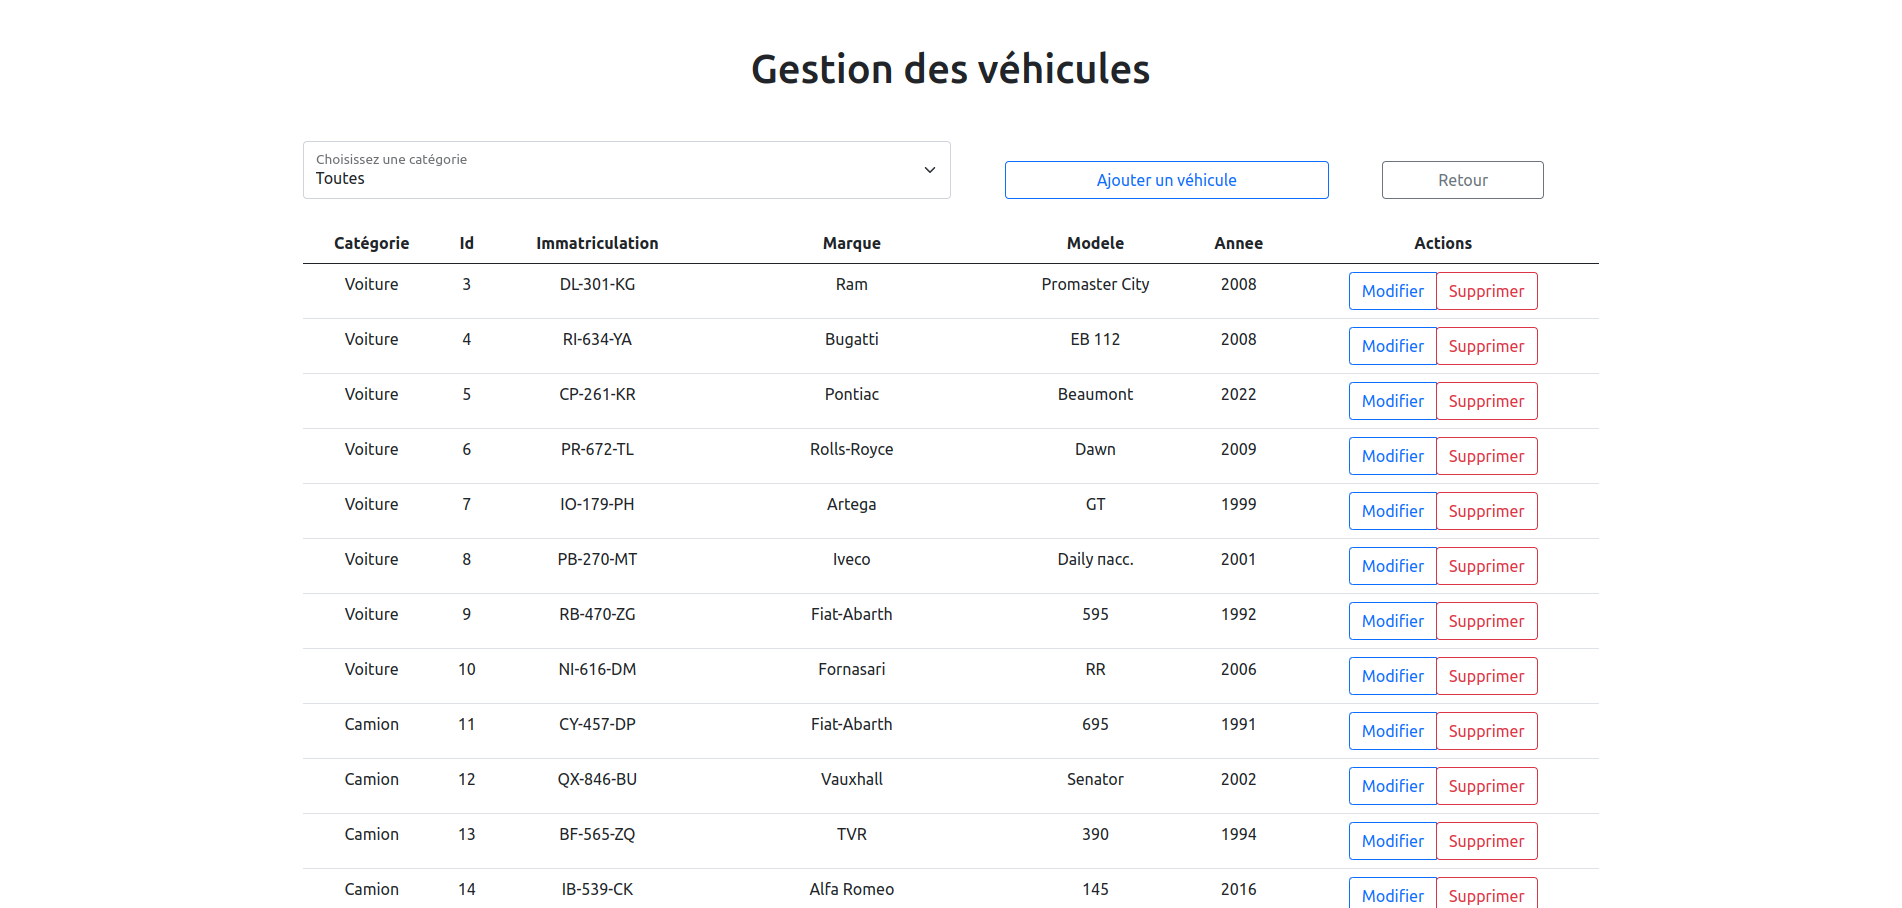 Gestion des véhicules
Choisissez une catégorie
Toutes
Ajouter un véhicule
Retour
Catégorie Id Immatriculation Marque Modele Annee Actions
Voiture 3 DL-301-KG Ram Promaster City 2008 Modifier Supprimer
Voiture 4 RI-634-YA Bugatti EB 112 2008 Modifier Supprimer
Voiture 5 CP-261-KR Pontiac Beaumont 2022 Modifier Supprimer
Voiture 6 PR-672-TL Rolls-Royce Dawn 2009 Modifier Supprimer
Voiture 7 IO-179-PH Artega GT 1999 Modifier Supprimer
Voiture 8 PB-270-MT Iveco Daily пасс. 2001 Modifier Supprimer
Voiture 9 RB-470-ZG Fiat-Abarth 595 1992 Modifier Supprimer
Voiture 10 NI-616-DM Fornasari RR 2006 Modifier Supprimer
Camion 11 CY-457-DP Fiat-Abarth 695 1991 Modifier Supprimer
Camion 12 QX-846-BU Vauxhall Senator 2002 Modifier Supprimer
Camion 13 BF-565-ZQ TVR 390 1994 Modifier Supprimer
Camion 14 IB-539-CK Alfa Romeo 145 2016 Modifier Supprimer